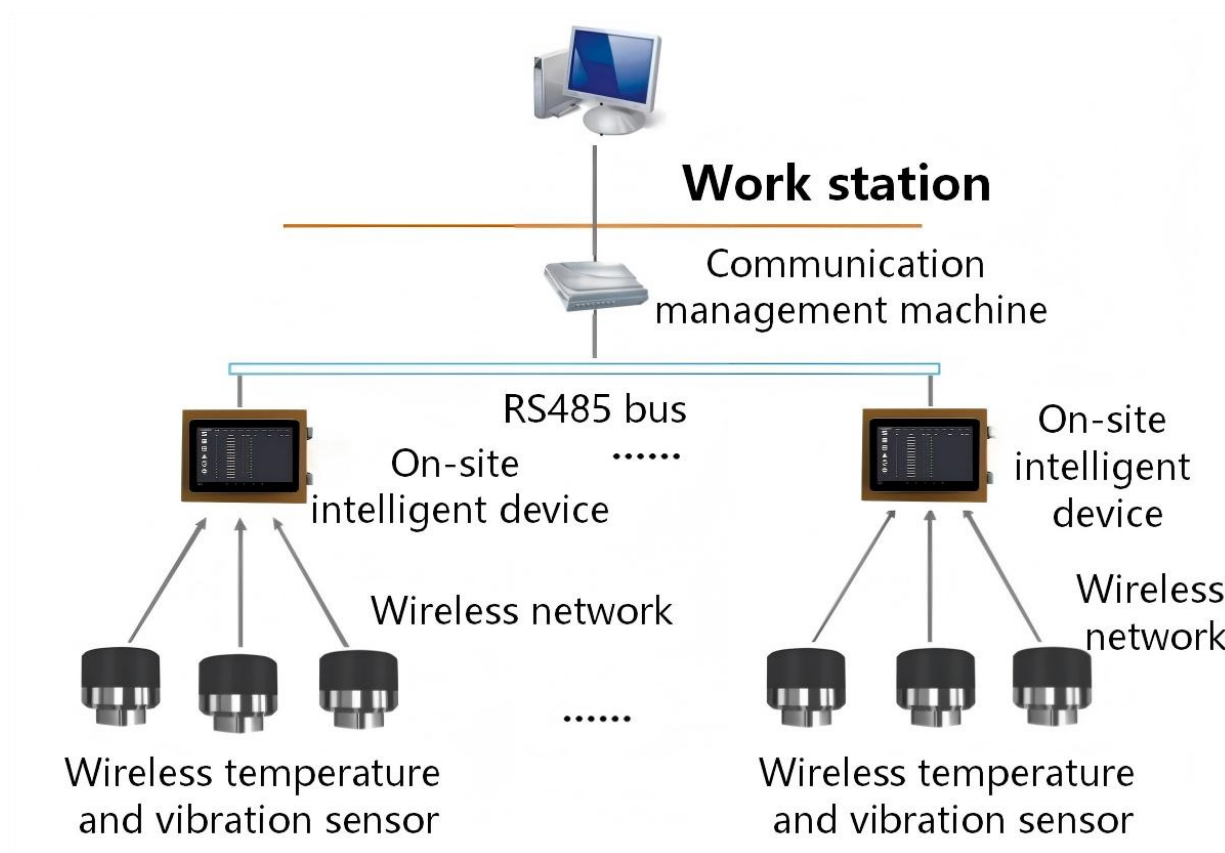 Work station
Communication
management machine
RS485 bus
......
On-site
intelligent device
On-site
intelligent
device
Wireless network
Wireless
network
......
Wireless temperature
and vibration sensor
Wireless temperature
and vibration sensor